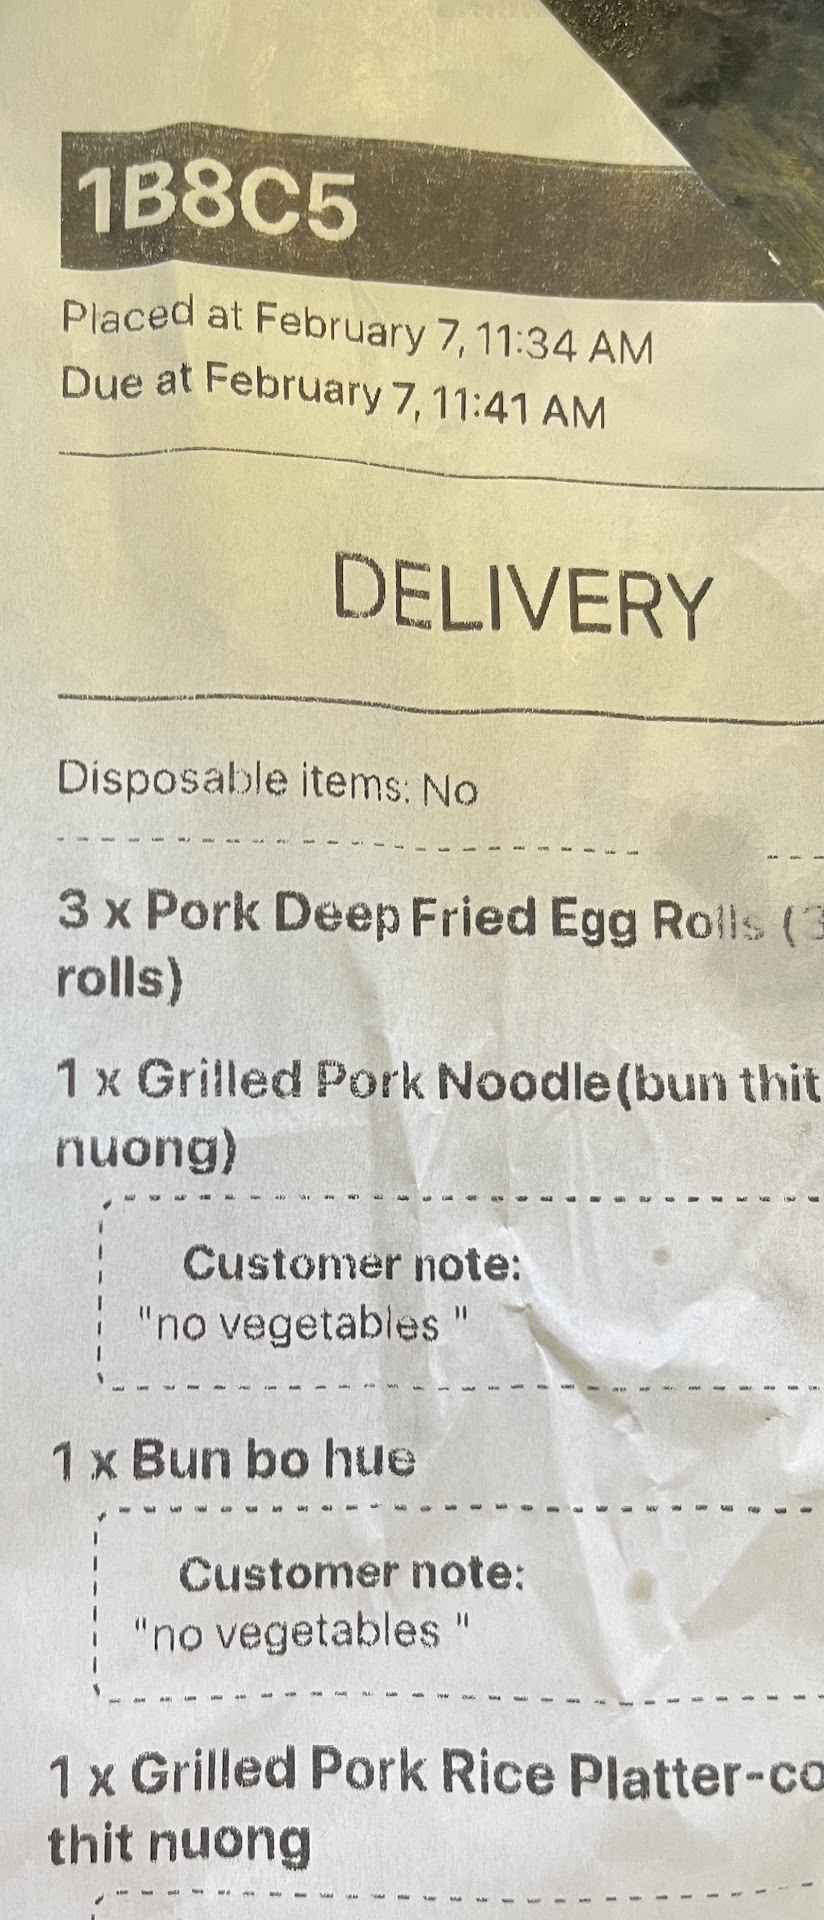 1B8C5
Placed at February 7, 11:34 AM
Due at February 7, 11:41 AM
DELIVERY
Disposable items: No
3 x Pork Deep Fried Egg Rolls (3
rolls)
1 x Grilled Pork Noodle(bun thit
nuong)
Customer note:
"no vegetables "
1 x Bun bo hue
Customer note:
"no vegetables "
1 x Grilled Pork Rice Platter-co
thit nuong